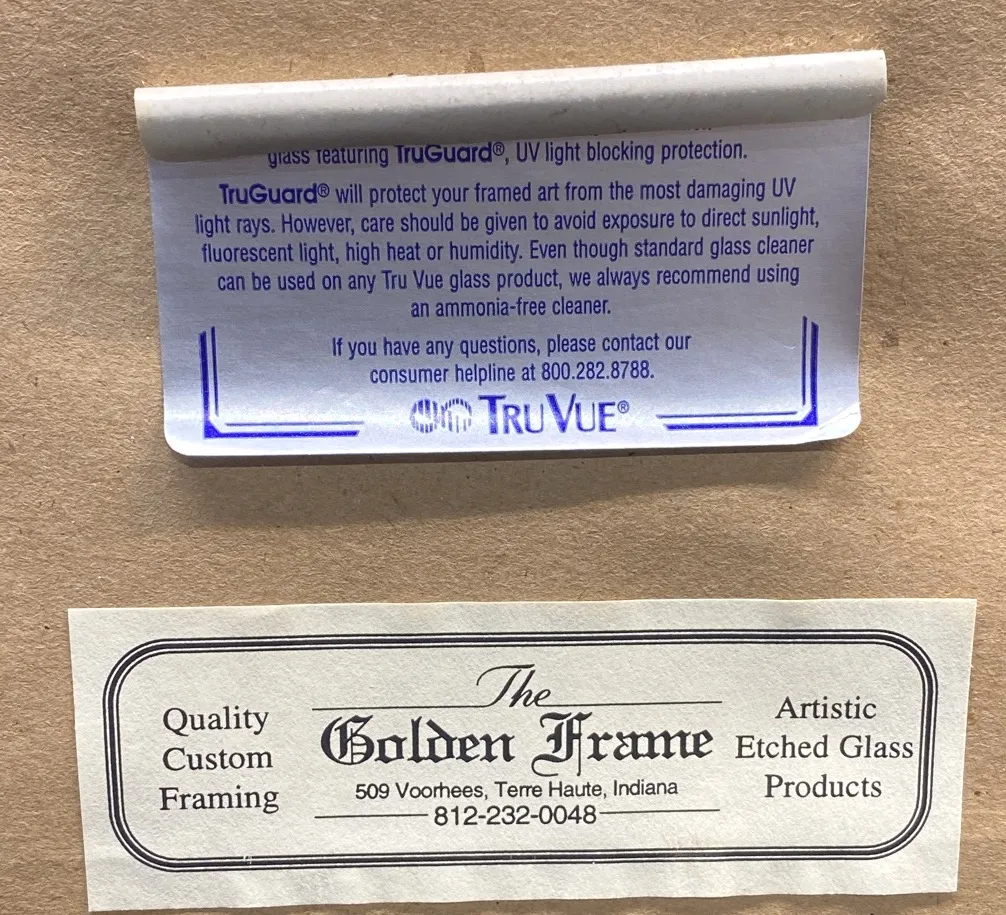 glass featuring TruGuard®, UV light blocking protection.
TruGuard® will protect your framed art from the most damaging UV
light rays. However, care should be given to avoid exposure to direct sunlight,
fluorescent light, high heat or humidity. Even though standard glass cleaner
can be used on any Tru Vue glass product, we always recommend using
an ammonia-free cleaner.
If you have any questions, please contact our
consumer helpline at 800.282.8788.
TRU VUE®
Quality
Custom
Framing
The
Golden Frame
509 Voorhees, Terre Haute, Indiana
812-232-0048
Artistic
Etched Glass
Products